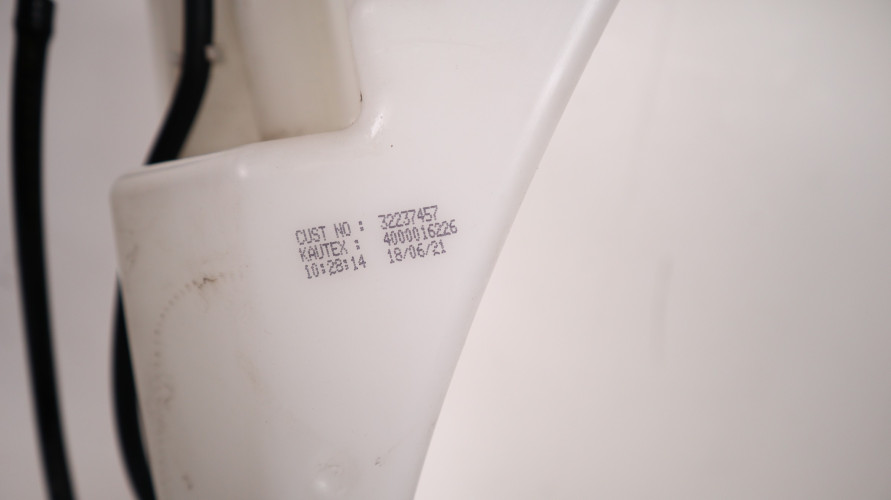 CUST NO : 32237457
KAUTEX : 4000016226
10:28:14 18/06/21